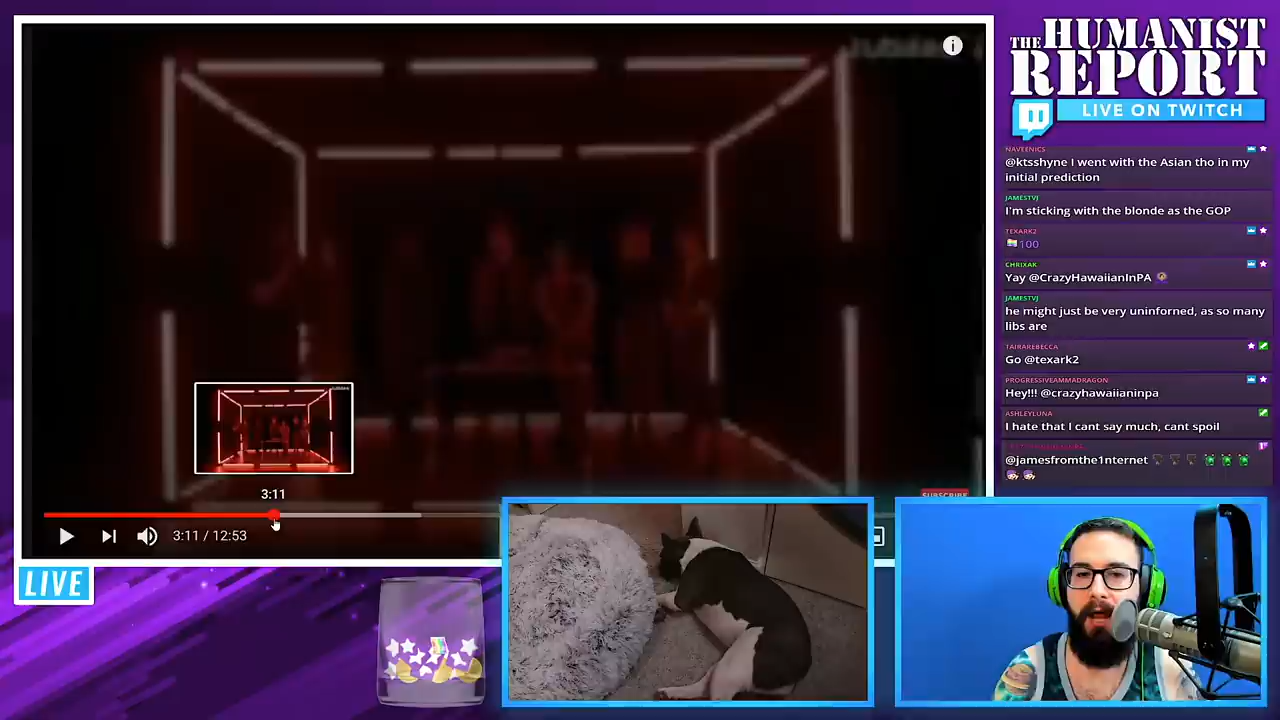 THE HUMANIST
REPORT
LIVE ON TWITCH
NAVEENICS
@ktsshyne I went with the Asian tho in my
initial prediction
JAMESTVJ
I'm sticking with the blonde as the GOP
TEXARK2
100
CHRIXAK
Yay @CrazyHawaiianInPA
JAMESTVJ
he might just be very uninforned, as so many
libs are
TAIRAREBECCA
Go @texark2
PROGRESSIVEAMMADRAGON
Hey!!! @crazyhawaiianinpa
ASHLEYLUNA
I hate that I cant say much, cant spoil
@jamesfromthe1nternet
3:11
SUBSCRIBE
3:11 / 12:53
LIVE